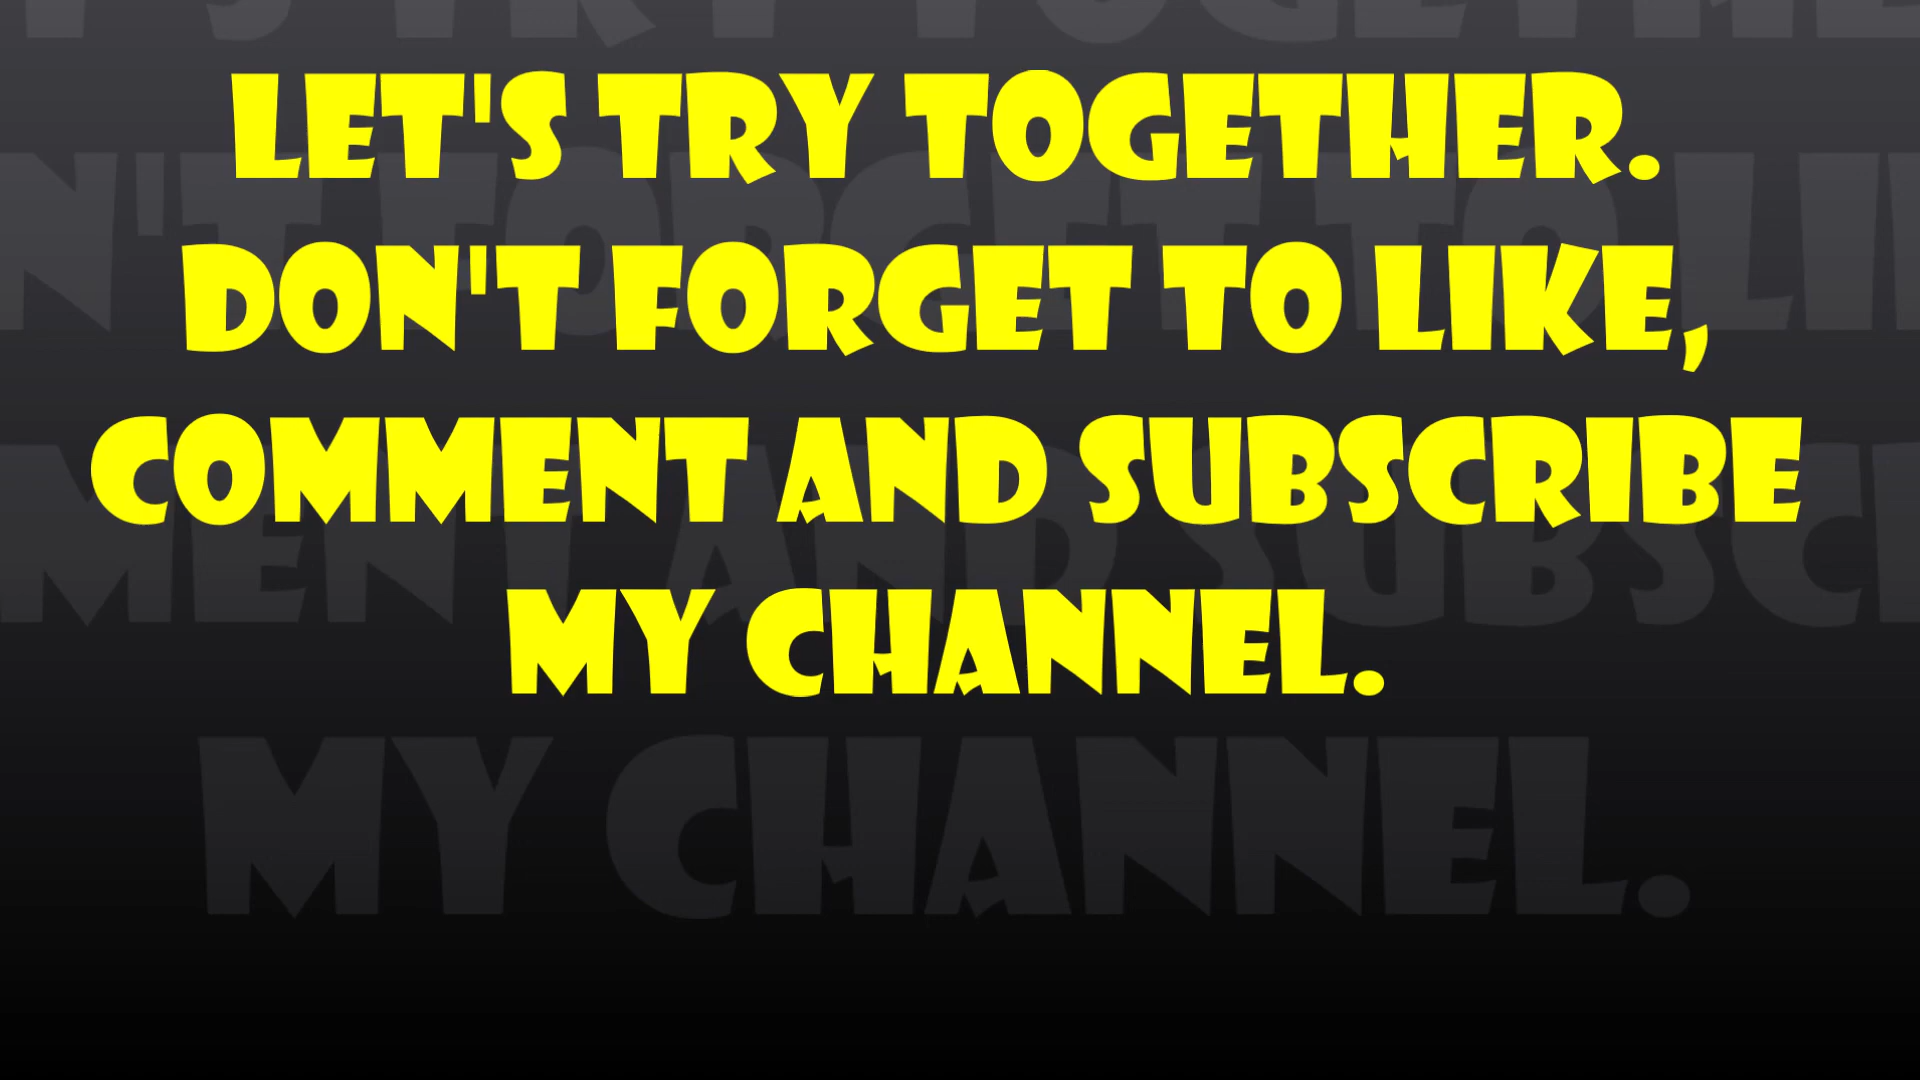 LET'S TRY TOGETHER.
DON'T FORGET TO LIKE,
COMMENT AND SUBSCRIBE
MY CHANNEL.